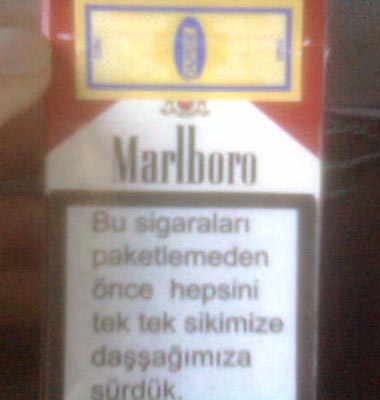 Marlboro
Bu sigaraları
paketlemeden
önce hepsini
tek tek sikimize
daşşağımıza
sürdük.